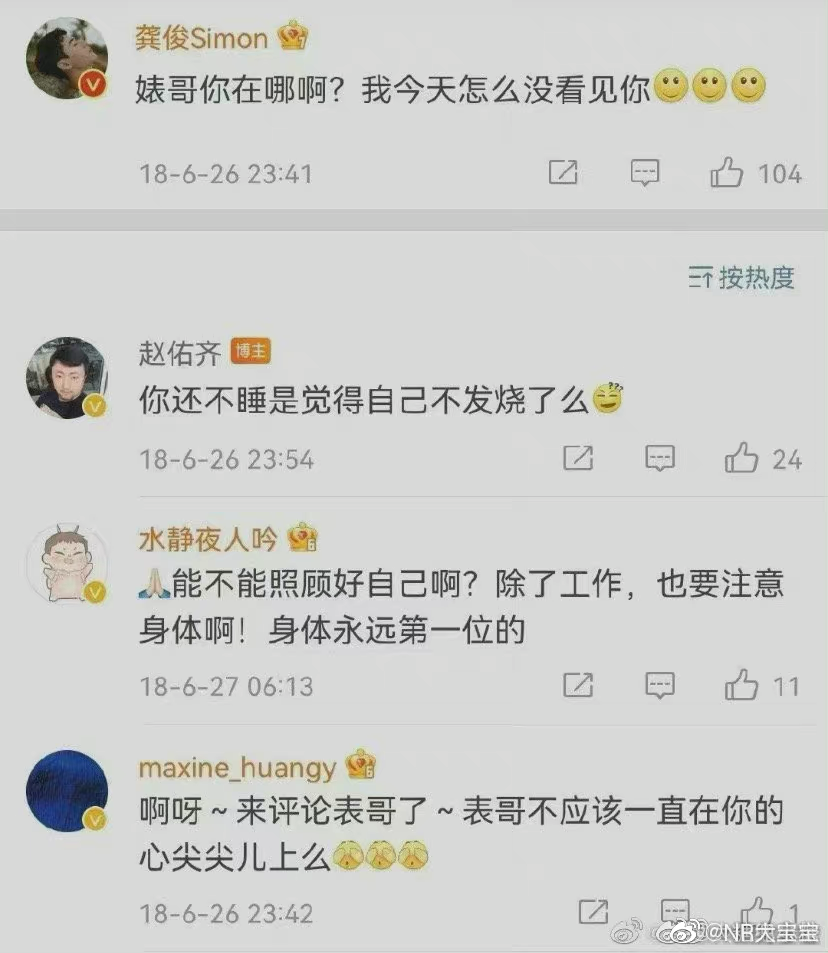 龚俊Simon
婊哥你在哪啊？我今天怎么没看见你
18-6-26 23:41
104
按热度
赵佑齐 博主
你还不睡是觉得自己不发烧了么
18-6-26 23:54
24
水静夜人吟
能不能照顾好自己啊？除了工作，也要注意
身体啊！身体永远第一位的
18-6-27 06:13
11
maxine_huangy
啊呀～来评论表哥了～表哥不应该一直在你的
心尖尖儿上么
18-6-26 23:42
1
@NB大宝宝